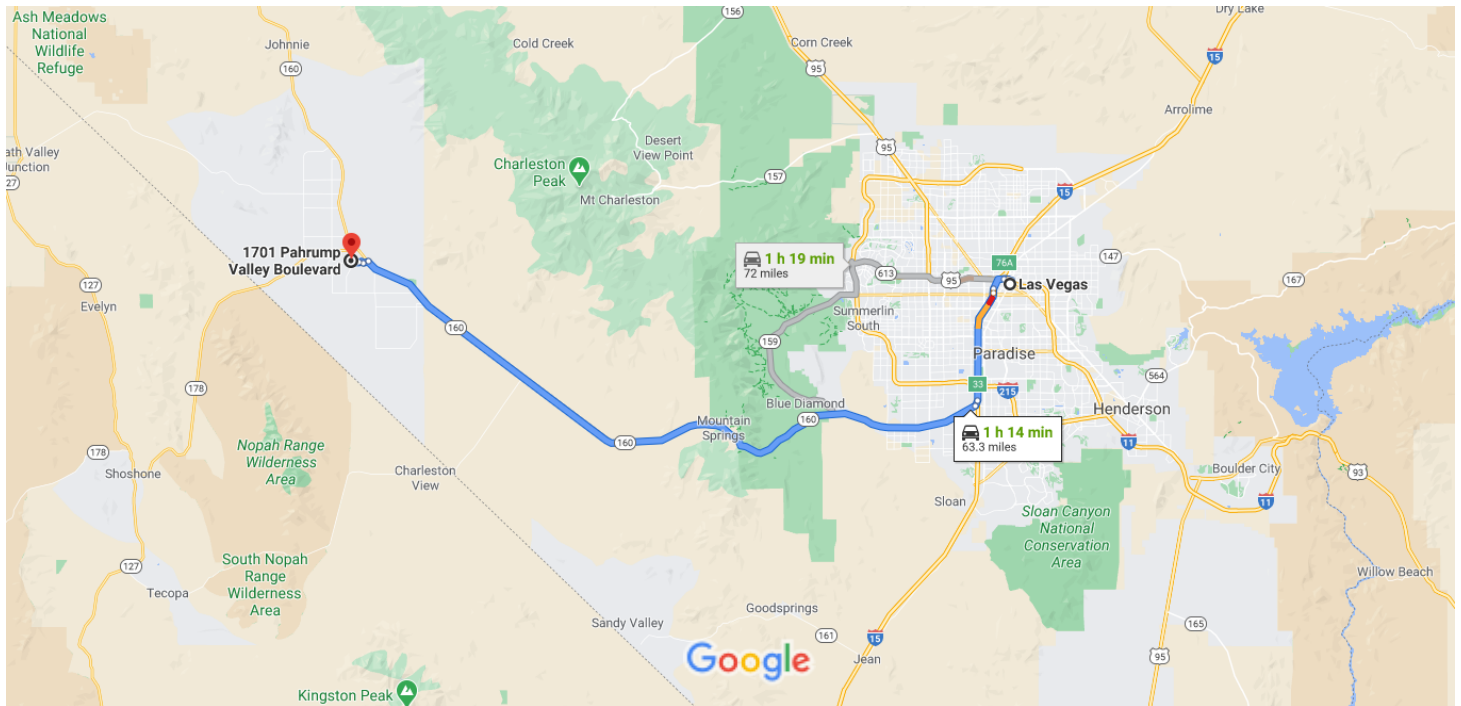 Ash Meadows
National
Wildlife
Refuge
Johnnie
160
Cold Creek
156
Corn Creek
95
Dry Lake
15
Arrolime
ath Valley
Junction
127
Charleston
Peak
Desert
View Point
Mt Charleston
157
95
15
1701 Pahrump
Valley Boulevard
1 h 19 min
72 miles
613
95
76A
Las Vegas
147
167
127
Evelyn
160
159
Summerlin
South
Paradise
564
178
33
215
Henderson
Blue Diamond
160
Mountain
Springs
160
1 h 14 min
63.3 miles
11
Nopah Range
Wilderness
Area
178
Shoshone
Charleston
View
Boulder City
93
11
Sloan
Sloan Canyon
National
Conservation
Area
127
Tecopa
South Nopah
Range
Wilderness
Area
Willow Beach
Goodsprings
Sandy Valley
161
15
165
Jean
95
Google
Kingston Peak